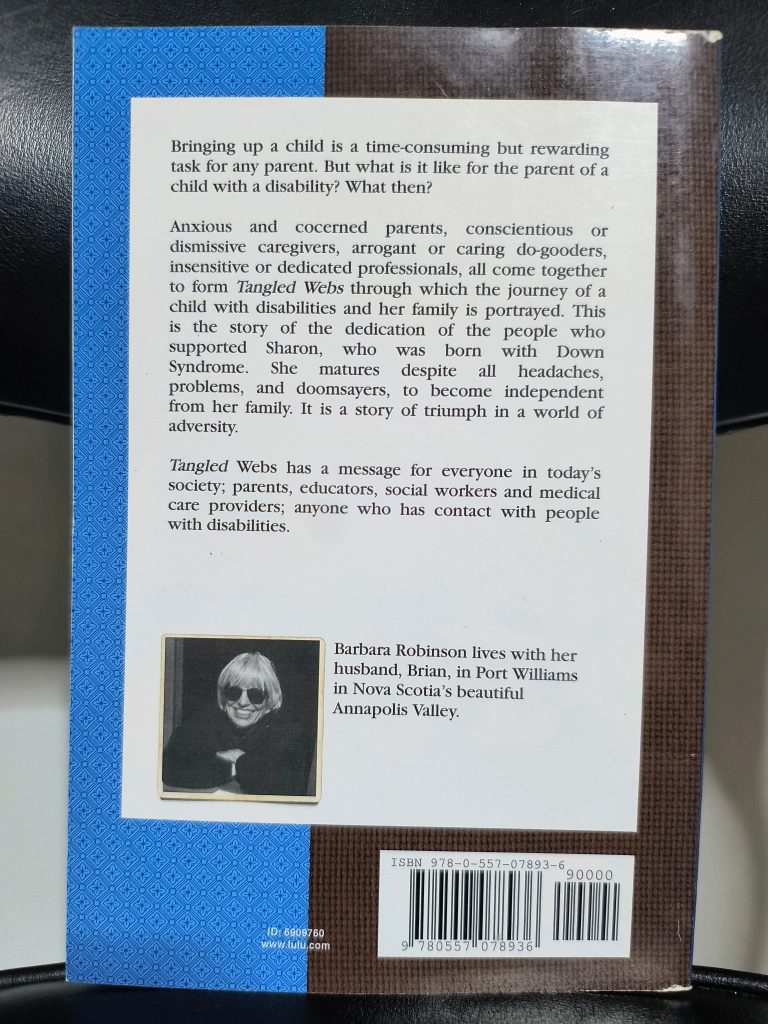 Bringing up a child is a time-consuming but rewarding
task for any parent. But what is it like for the parent of a
child with a disability? What then?
Anxious and cocerned parents, conscientious or
dismissive caregivers, arrogant or caring do-gooders,
insensitive or dedicated professionals, all come together
to form Tangled Webs through which the journey of a
child with disabilities and her family is portrayed. This
is the story of the dedication of the people who
supported Sharon, who was born with Down
Syndrome. She matures despite all headaches,
problems, and doomsayers, to become independent
from her family. It is a story of triumph in a world of
adversity.
Tangled Webs has a message for everyone in today's
society; parents, educators, social workers and medical
care providers; anyone who has contact with people
with disabilities.
Barbara Robinson lives with her
husband, Brian, in Port Williams
in Nova Scotia's beautiful
Annapolis Valley.
ISBN 978-0-557-07893-6
90000
9 780557 078936
ID: 6909760
www.lulu.com